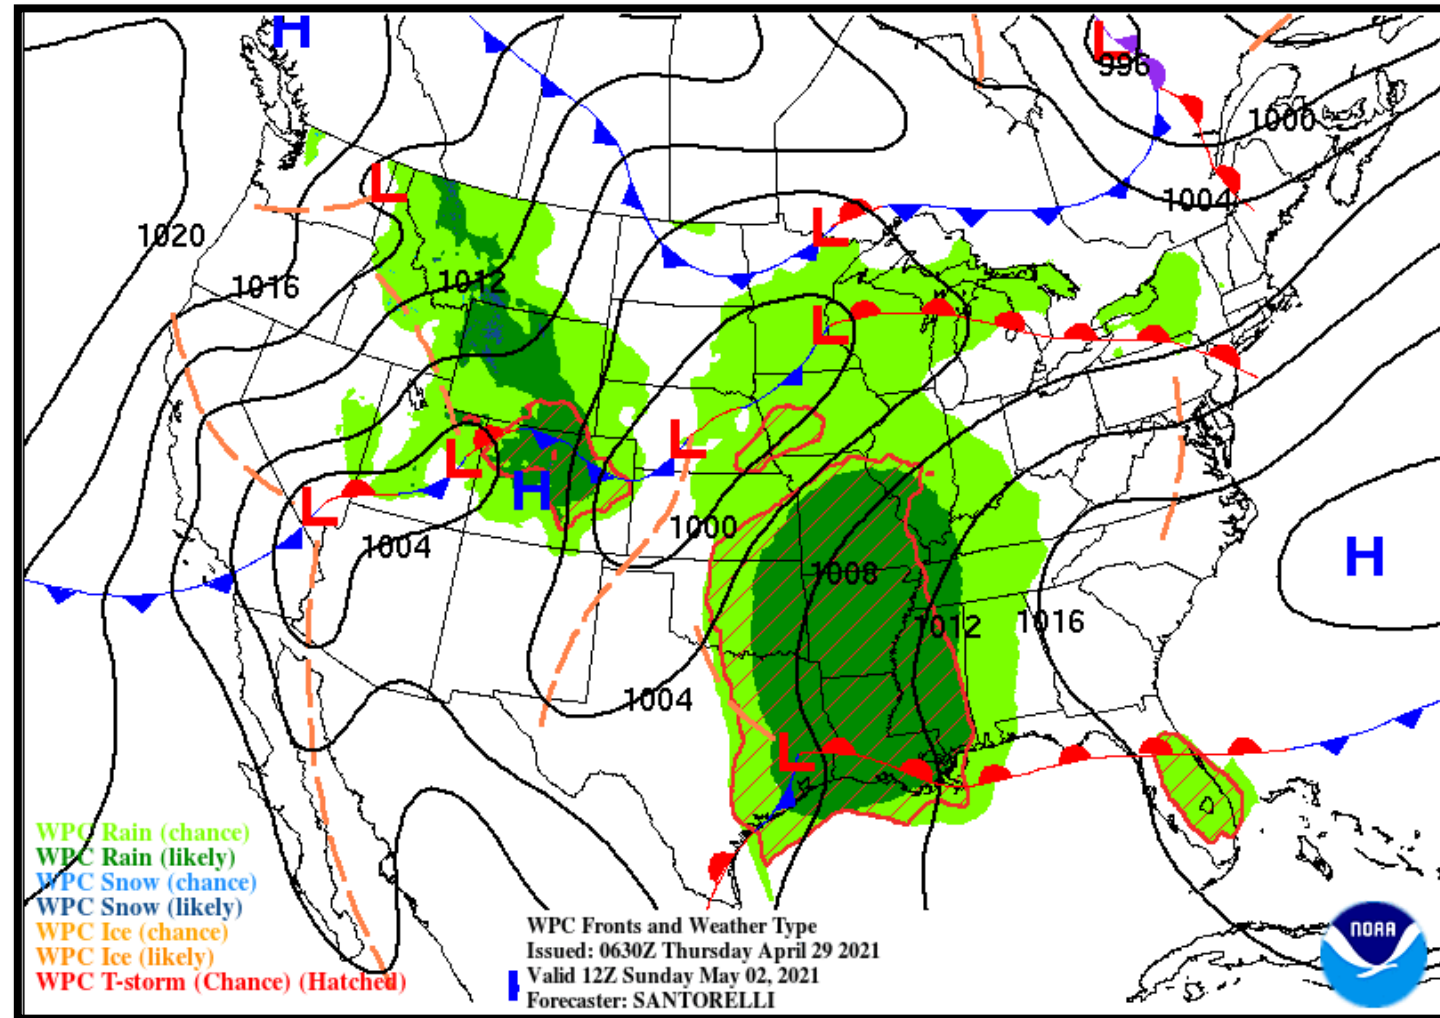 H
L
996
1000
L
1004
L
1020
1016
1012
L
L
L
H
L
1000
1004
H
1008
1012
1016
1004
L
WPC Rain (chance)
WPC Rain (likely)
WPC Snow (chance)
WPC Snow (likely)
WPC Ice (chance)
WPC Ice (likely)
WPC T-storm (Chance) (Hatched)
WPC Fronts and Weather Type
Issued: 0630Z Thursday April 29 2021
Valid 12Z Sunday May 02, 2021
Forecaster: SANTORELLI
NOAA